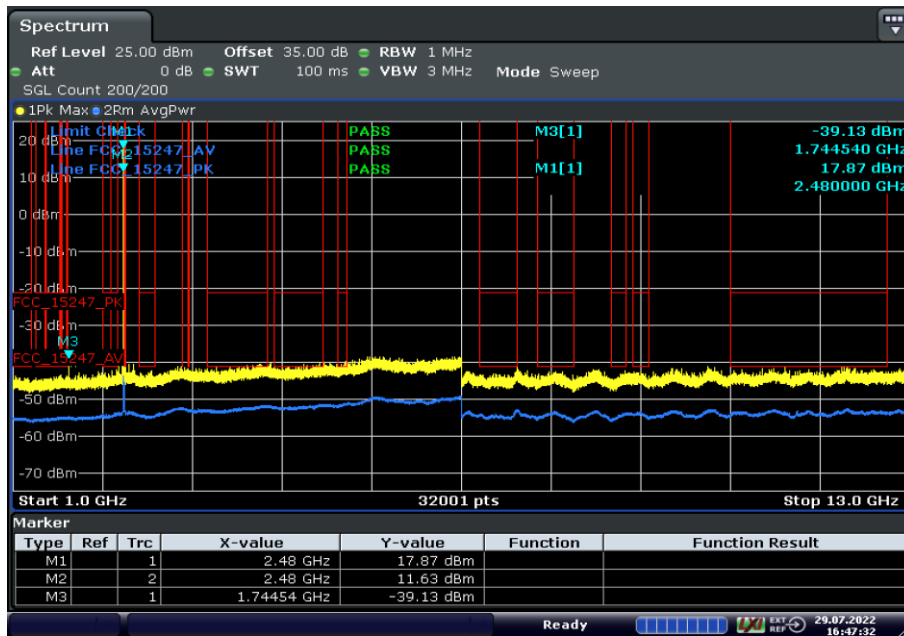 Spectrum
Ref Level 25.00 dBm Offset 35.00 dB RBW 1 MHz
Att 0 dB SWT 100 ms VBW 3 MHz Mode Sweep
SGL Count 200/200
1Pk Max 2Rm AvgPwr
Limit Check PASS M3[1] -39.13 dBm
M1
20 dBm
Line FCC_15247_AV PASS 1.744540 GHz
M2
Line FCC_15247_PK PASS M1[1] 17.87 dBm
10 dBm
2.480000 GHz
0 dBm
-10 dBm
-20 dBm
FCC_15247_PK
-30 dBm
M3
FCC_15247_AV
-50 dBm
-60 dBm
-70 dBm
Start 1.0 GHz 32001 pts Stop 13.0 GHz
Marker
Type Ref Trc X-value Y-value Function Function Result
M1 1 2.48 GHz 17.87 dBm
M2 2 2.48 GHz 11.63 dBm
M3 1 1.74454 GHz -39.13 dBm
Ready LXI EXT REF 29.07.2022
16:47:32